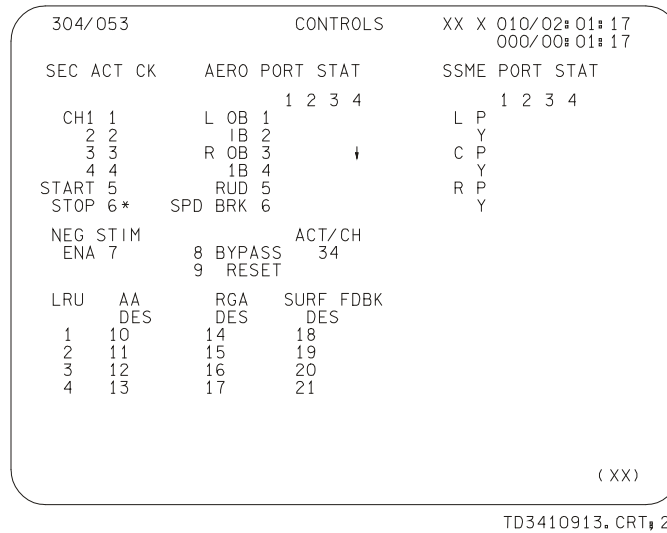 304/053 CONTROLS XX X 010/02:01:17
000/00:01:17
SEC ACT CK AERO PORT STAT SSME PORT STAT
1 2 3 4 1 2 3 4
CH1 1 L OB 1 L P
2 2 IB 2 Y
3 3 R OB 3 ↓ C P
4 4 1B 4 Y
START 5 RUD 5 R P
STOP 6* SPD BRK 6 Y
NEG STIM ACT/CH
ENA 7 8 BYPASS 34
9 RESET
LRU AA RGA SURF FDBK
DES DES DES
1 10 14 18
2 11 15 19
3 12 16 20
4 13 17 21
(XX)
TD3410913.CRT;2